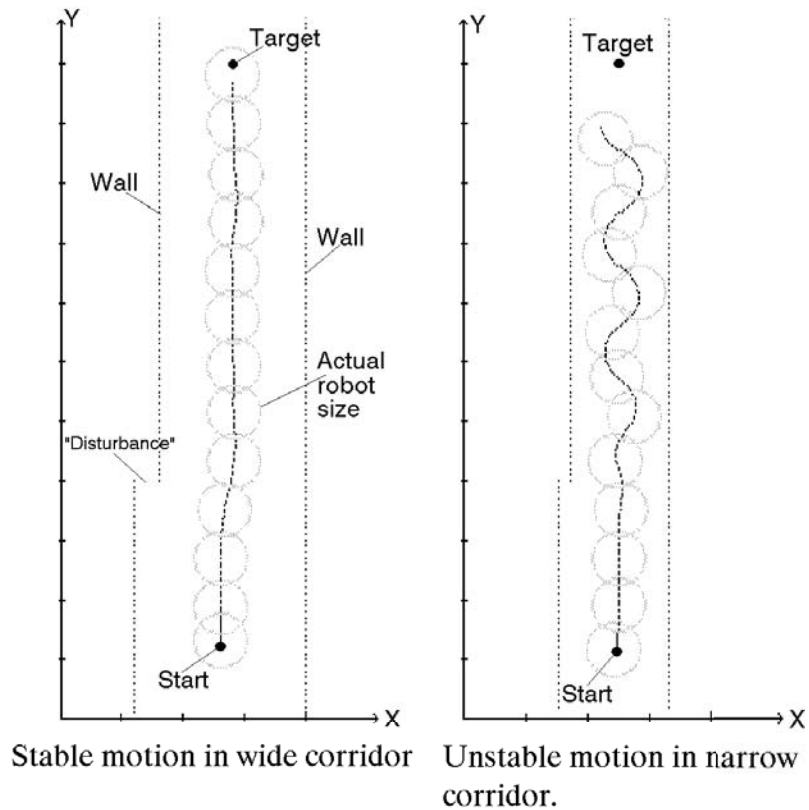 Y
Target
Wall
Wall
Actual
robot
size
"Disturbance"
Start
X
Stable motion in wide corridor
Y
Target
Start
X
Unstable motion in narrow
corridor.